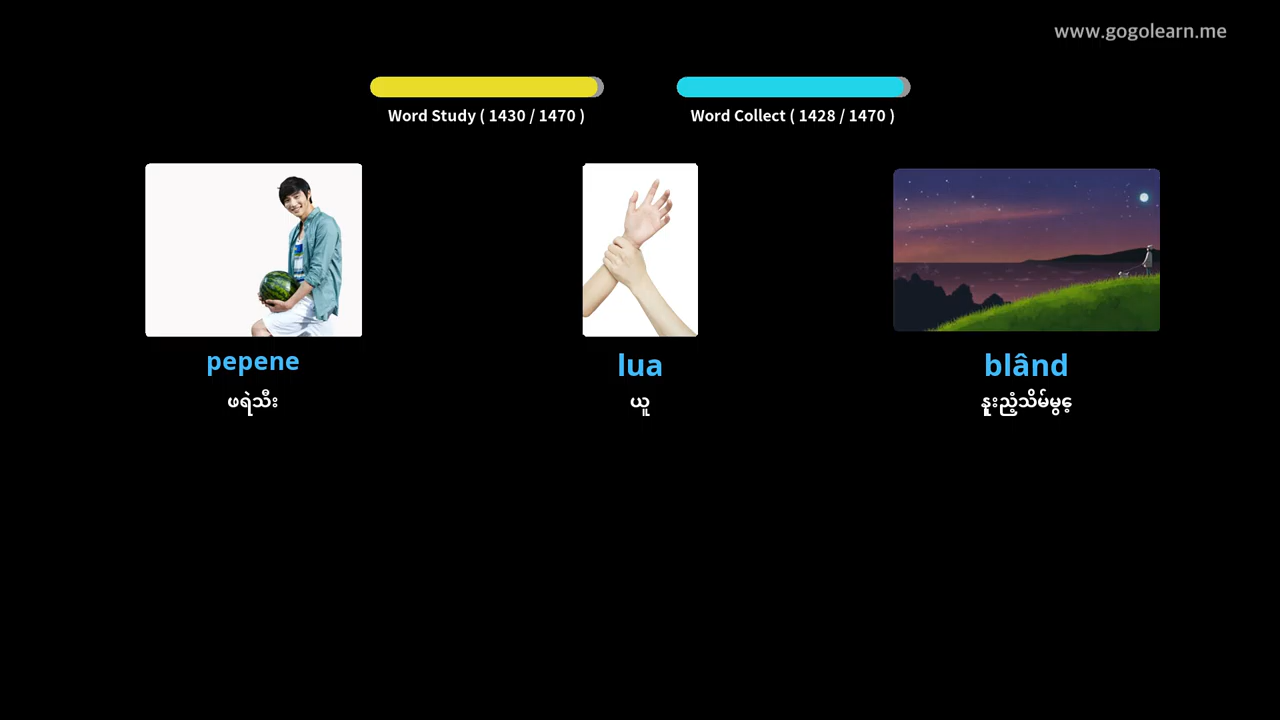 www.gogolearn.me
Word Study ( 1430 / 1470 )
Word Collect ( 1428 / 1470 )
pepene
lua
blând
ဖရဲသီး
ယူ
နူးညံ့သိမ်မွေ့